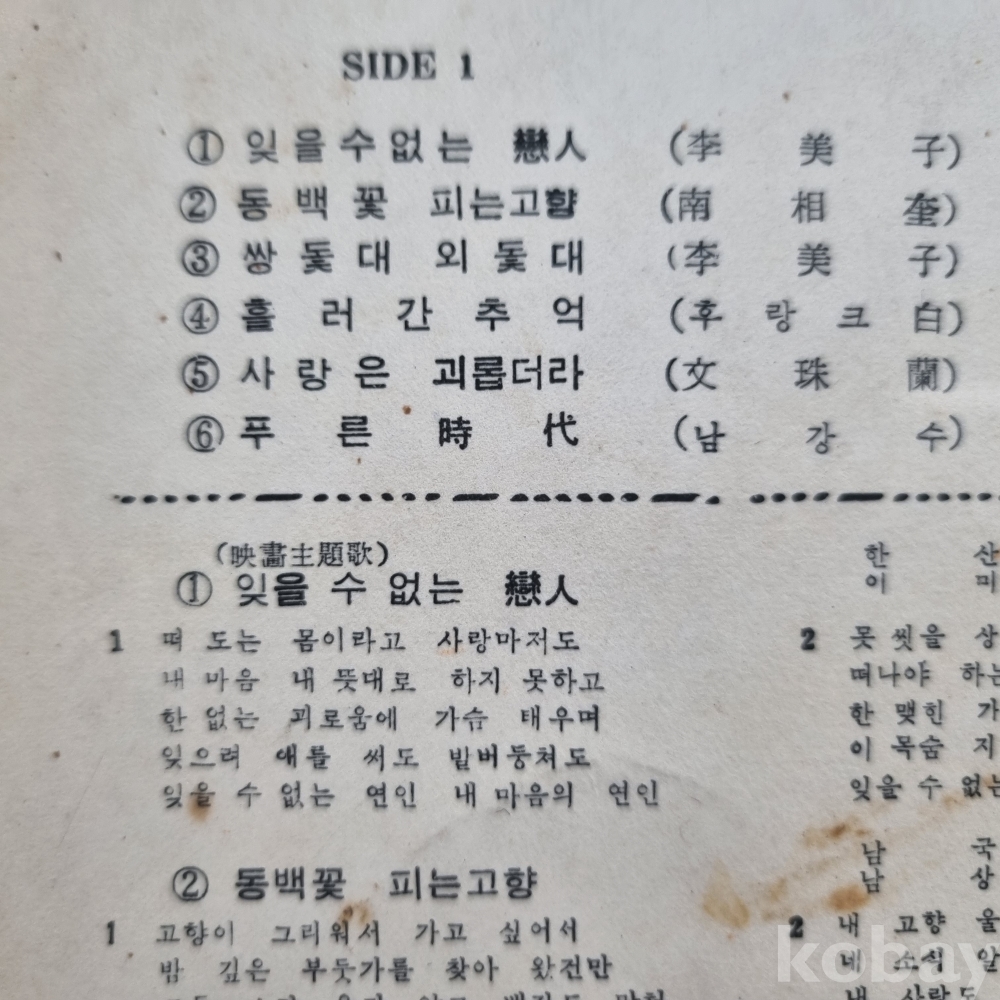 SIDE 1
① 잊을수없는 戀人 (李美子)
② 동백꽃 피는고향 (南相奎)
③ 쌍돛대 외돛대 (李美子)
④ 흘러간추억 (후랑크白)
⑤ 사랑은 괴롭더라 (文珠蘭)
⑥ 푸른時代 (남강수)
(映畵主題歌)
① 잊을 수 없는 戀人
한 산
이 미
1 떠 도는 몸이라고 사랑마저도
내 마음 내 뜻대로 하지 못하고
한 없는 괴로움에 가슴 태우며
잊으려 애를 써도 발버둥쳐도
잊을 수 없는 연인 내 마음의 연인
2 못 씻을 상
떠나야 하는
한 맺힌 가
이 목숨 지
잊을 수 없는
② 동백꽃 피는고향
남 국
남 상
1 고향이 그리워서 가고 싶어서
밤 깊은 부둣가를 찾아 왔건만
2 내 고향 울
네 소식 알
내 사랑도
kobay